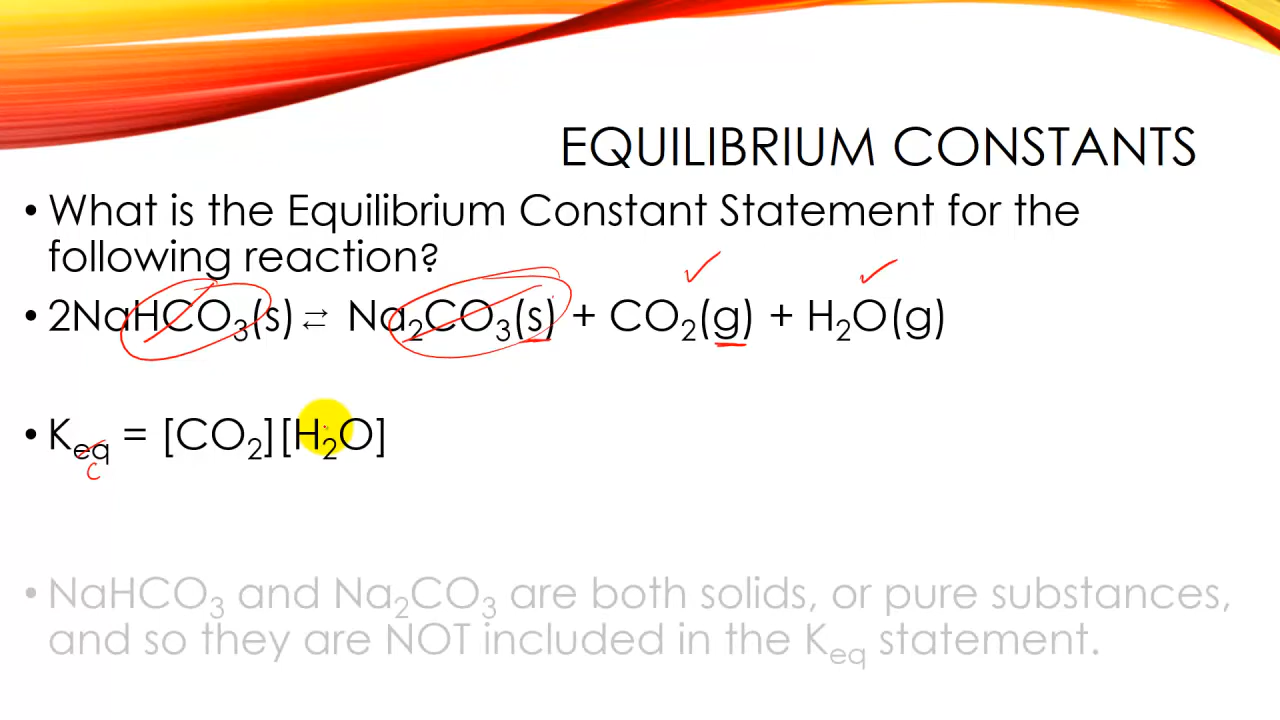 EQUILIBRIUM CONSTANTS
• What is the Equilibrium Constant Statement for the
following reaction?
• 2NaHCO₃(s) ⇄ Na₂CO₃(s) + CO₂(g) + H₂O(g)
• Keq = [CO₂][H₂O]
c
• NaHCO₃ and Na₂CO₃ are both solids, or pure substances,
and so they are NOT included in the Keq statement.